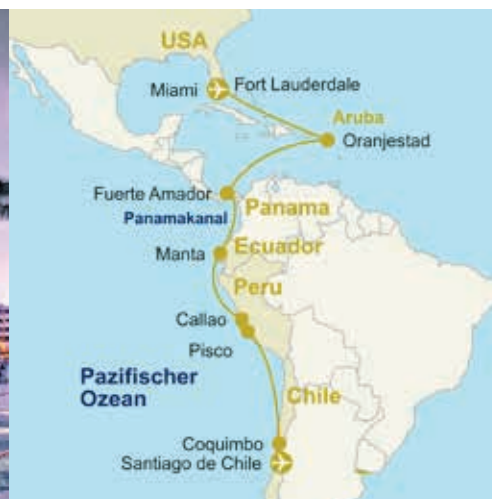 USA
Miami
Fort Lauderdale
Aruba
Oranjestad
Fuerte Amador
Panamakanal
Panama
Manta
Ecuador
Peru
Callao
Pisco
Pazifischer
Ozean
Chile
Coquimbo
Santiago de Chile